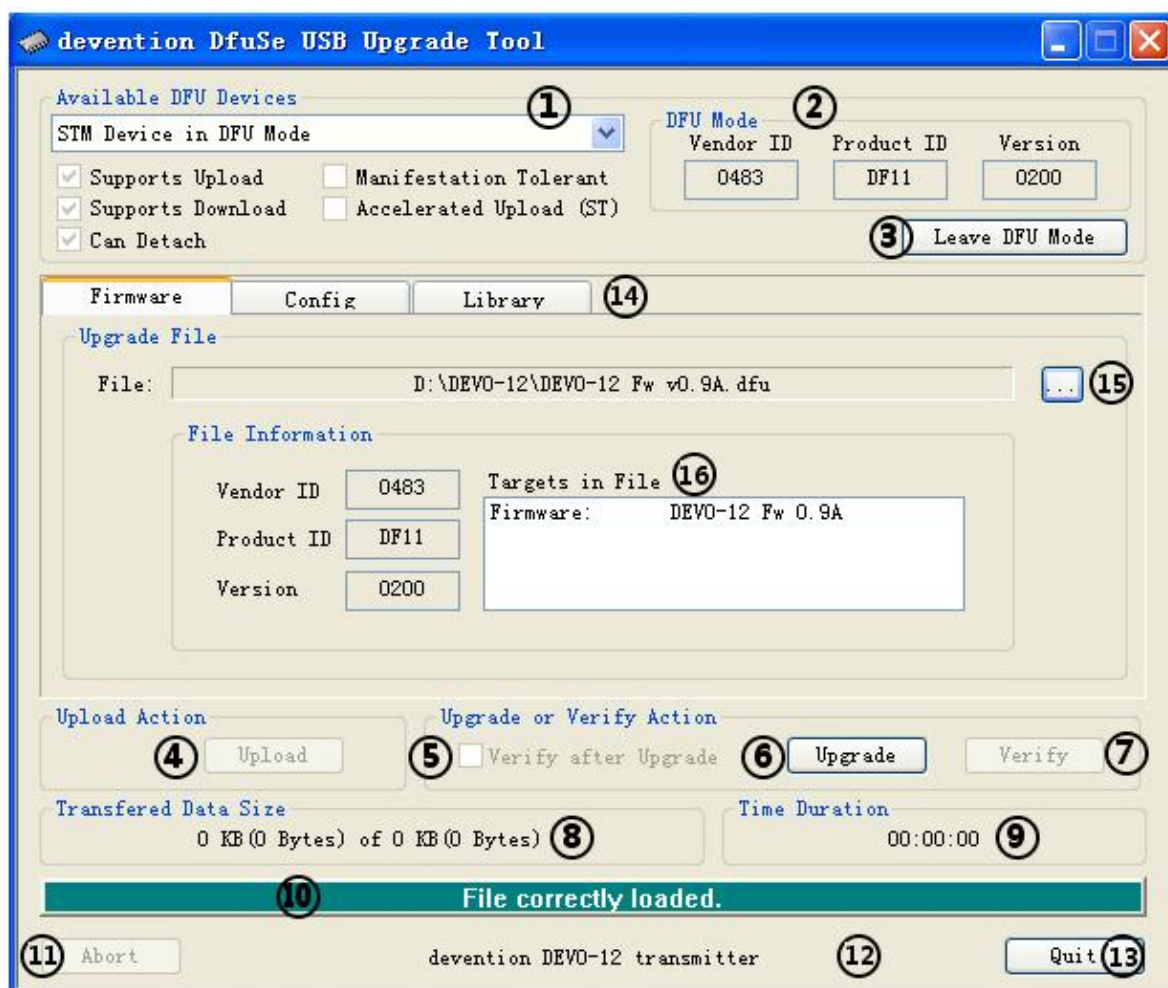 devention DfuSe USB Upgrade Tool
Available DFU Devices ①
STM Device in DFU Mode
Supports Upload Manifestation Tolerant
Supports Download Accelerated Upload (ST)
Can Detach
DFU Mode ②
Vendor ID Product ID Version
0483 DF11 0200
③ Leave DFU Mode
Firmware Config Library ⑭
Upgrade File
File: D:\DEVO-12\DEVO-12 Fw v0.9A.dfu ... ⑮
File Information
Vendor ID 0483
Product ID DF11
Version 0200
Targets in File ⑯
Firmware: DEVO-12 Fw 0.9A
Upload Action
④ Upload
Upgrade or Verify Action
⑤ Verify after Upgrade ⑥ Upgrade Verify ⑦
Transfered Data Size
0 KB(0 Bytes) of 0 KB(0 Bytes) ⑧
Time Duration
00:00:00 ⑨
⑩ File correctly loaded.
⑪ Abort devention DEVO-12 transmitter ⑫ Quit ⑬